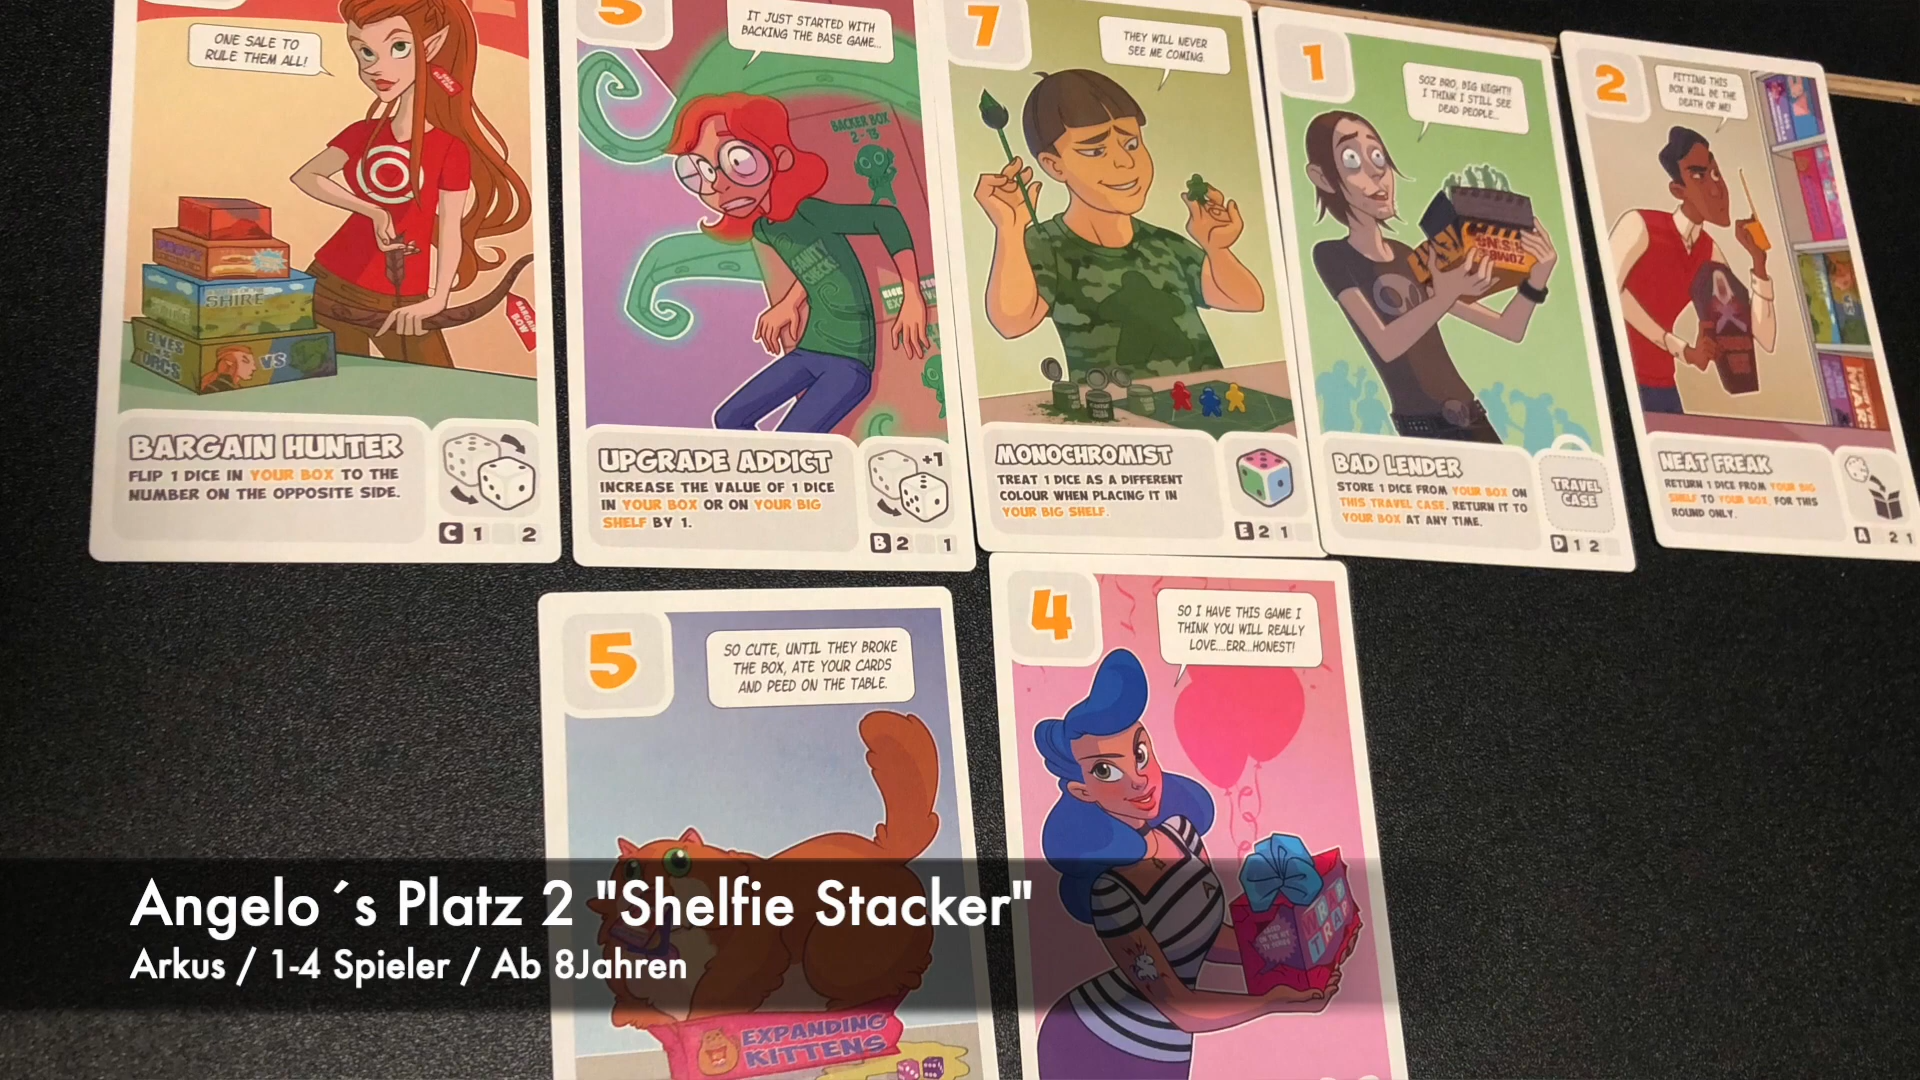 ONE SALE TO
RULE THEM ALL!
SHIRE
ELVES
VS
ORCS
VS
BARGAIN
BOW
BARGAIN HUNTER
FLIP 1 DICE IN YOUR BOX TO THE
NUMBER ON THE OPPOSITE SIDE.
C 1 2
5
IT JUST STARTED WITH
BACKING THE BASE GAME...
BACKER BOX
2-13
SANITY
CHECK!
UPGRADE ADDICT
INCREASE THE VALUE OF 1 DICE
IN YOUR BOX OR ON YOUR BIG
SHELF BY 1.
+1
B 2 1
7
THEY WILL NEVER
SEE ME COMING.
MONOCHROMIST
TREAT 1 DICE AS A DIFFERENT
COLOUR WHEN PLACING IT IN
YOUR BIG SHELF.
E 2 1
1
SOZ BRO, BIG NIGHT!!
I THINK I STILL SEE
DEAD PEOPLE...
BAD LENDER
STORE 1 DICE FROM YOUR BOX ON
THIS TRAVEL CASE. RETURN IT TO
YOUR BOX AT ANY TIME.
TRAVEL
CASE
D 1 2
2
FITTING THIS
BOX WILL BE THE
DEATH OF ME!
NEAT FREAK
RETURN 1 DICE FROM YOUR BIG
SHELF TO YOUR BOX, FOR THIS
ROUND ONLY.
A 2 1
5
SO CUTE, UNTIL THEY BROKE
THE BOX, ATE YOUR CARDS
AND PEED ON THE TABLE.
EXPANDING
KITTENS
4
SO I HAVE THIS GAME I
THINK YOU WILL REALLY
LOVE....ERR...HONEST!
WRAP
TRAP
Angelo´s Platz 2 "Shelfie Stacker"
Arkus / 1-4 Spieler / Ab 8Jahren